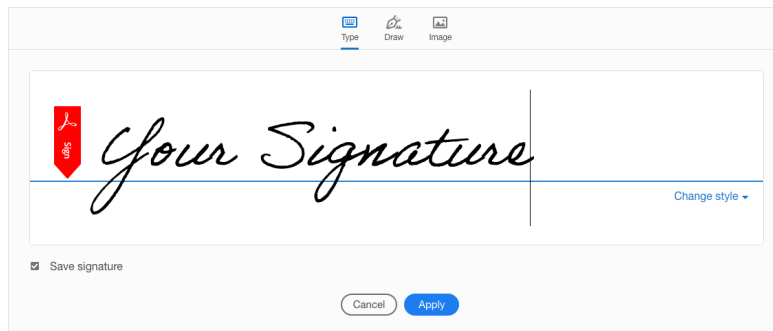 Type Draw Image
Sign
Your Signature
Change style
Save signature
Cancel Apply